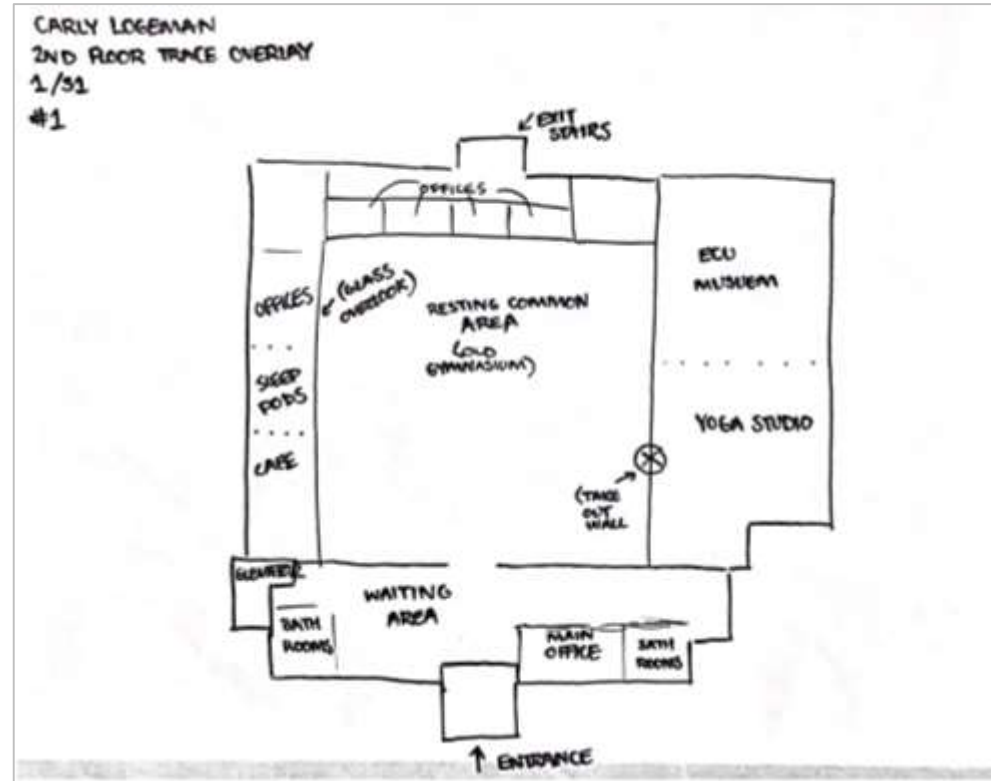 CARLY LOGEMAN
2ND FLOOR TRACE OVERLAY
1/31
#1
EXIT
STAIRS
OFFICES
OFFICES
(GLASS
OVERLOOK)
RESTING COMMON
AREA
(OLD
GYMNASIUM)
ECU
MUSUEM
SLEEP
PODS
CAFE
YOGA STUDIO
(TAKE
OUT
WALL
ELEVATOR
WAITING
AREA
BATH
ROOMS
MAIN
OFFICE
BATH
ROOMS
ENTRANCE